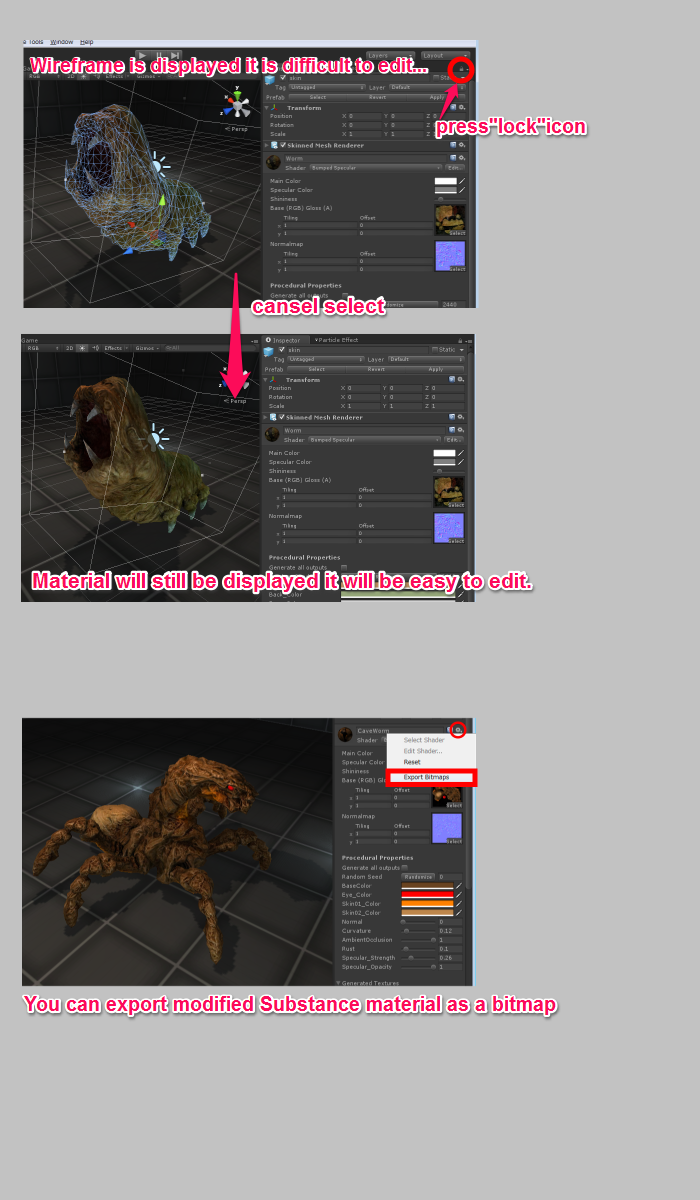 Tools Window Help
Layers Layout
Wireframe is displayed it is difficult to edit...
RGB 2D Effects Gizmos
skin Static
Tag Untagged Layer Default
Prefab Select Revert Apply
press"lock"icon
Transform
Position X 0 Y 0 Z
Rotation X 0 Y 0 Z
Scale X 1 Y 1 Z
y
x
z
< Persp
Skinned Mesh Renderer
Worm
Shader Bumped Specular Edit...
Main Color
Specular Color
Shininess
Base (RGB) Gloss (A)
Tiling Offset
x 1 0
y 1 0
Select
Normalmap
Tiling Offset
x 1 0
y 1 0
Select
Procedural Properties
Generate all outputs
2440
cansel select
Game
Inspector Particle Effect
RGB 2D Effects Gizmos All
skin Static
Tag Untagged Layer Default
Prefab Select Revert Apply
Transform
Position X 0 Y 0 Z 0
Rotation X 0 Y 0 Z 0
Scale X 1 Y 1 Z 1
< Persp
Skinned Mesh Renderer
Worm
Shader Bumped Specular Edit...
Main Color
Specular Color
Shininess
Base (RGB) Gloss (A)
Tiling Offset
x 1 0
y 1 0
Select
Normalmap
Tiling Offset
x 1 0
y 1 0
Select
Procedural Properties
Generate all outputs
Material will still be displayed it will be easy to edit.
Back_Color
CaveWorm
Shader
Select Shader
Edit Shader...
Reset
Export Bitmaps
Main Color
Specular Color
Shininess
Base (RGB)
Tiling Offset
x 1 0
y 1 0
Select
Normalmap
Tiling Offset
x 1 0
y 1 0
Select
Procedural Properties
Generate all outputs
Random Seed Randomize 0
BaseColor
Eye_Color
Skin01_Color
Skin02_Color
Normal 0
Curvature 0.12
AmbientOcclusion 1
Rust 0.1
Specular_Strength 0.26
Specular_Opacity 1
Generated Textures
You can export modified Substance material as a bitmap